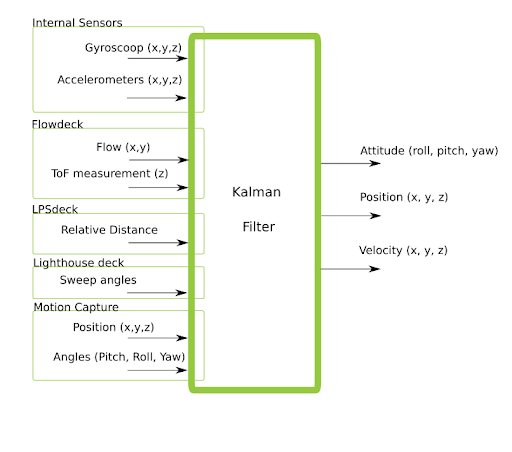 Internal Sensors
Gyroscoop (x,y,z)
Accelerometers (x,y,z)
Flowdeck
Flow (x,y)
ToF measurement (z)
LPSdeck
Relative Distance
Lighthouse deck
Sweep angles
Motion Capture
Position (x,y,z)
Angles (Pitch, Roll, Yaw)
Kalman
Filter
Attitude (roll, pitch, yaw)
Position (x, y, z)
Velocity (x, y, z)